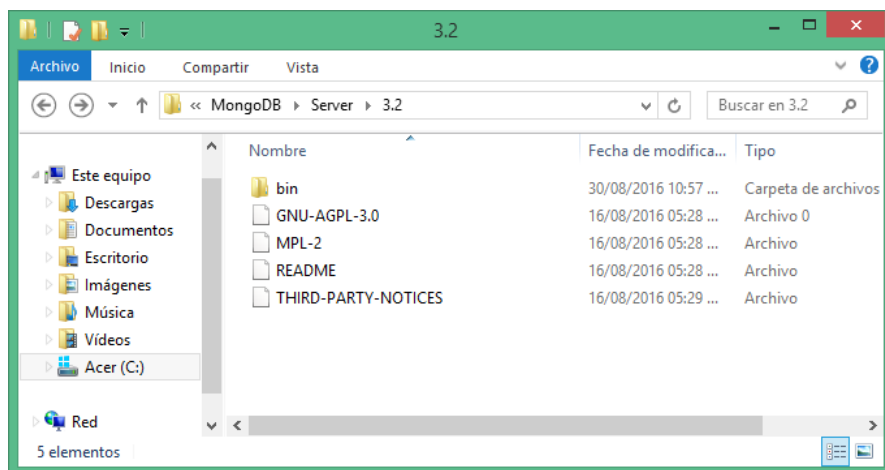 3.2
Archivo Inicio Compartir Vista
« MongoDB Server 3.2 Buscar en 3.2
Nombre Fecha de modifica... Tipo
Este equipo
Descargas
Documentos
Escritorio
Imágenes
Música
Vídeos
Acer (C:)
Red
bin 30/08/2016 10:57 ... Carpeta de archivos
GNU-AGPL-3.0 16/08/2016 05:28 ... Archivo 0
MPL-2 16/08/2016 05:28 ... Archivo
README 16/08/2016 05:28 ... Archivo
THIRD-PARTY-NOTICES 16/08/2016 05:29 ... Archivo
5 elementos